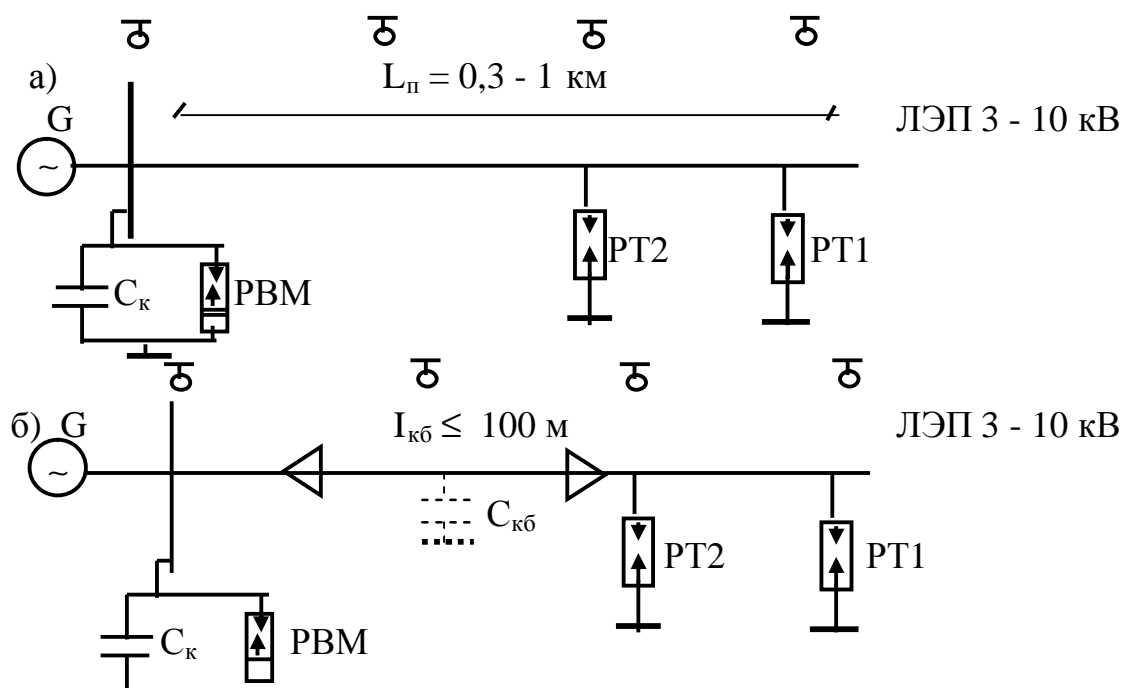 а)
Lп = 0,3 - 1 км
G
ЛЭП 3 - 10 кВ
~
РТ2
РТ1
Cк
РВМ
б) G
Iкб ≤ 100 м
ЛЭП 3 - 10 кВ
~
Cкб
РТ2
РТ1
Cк
РВМ